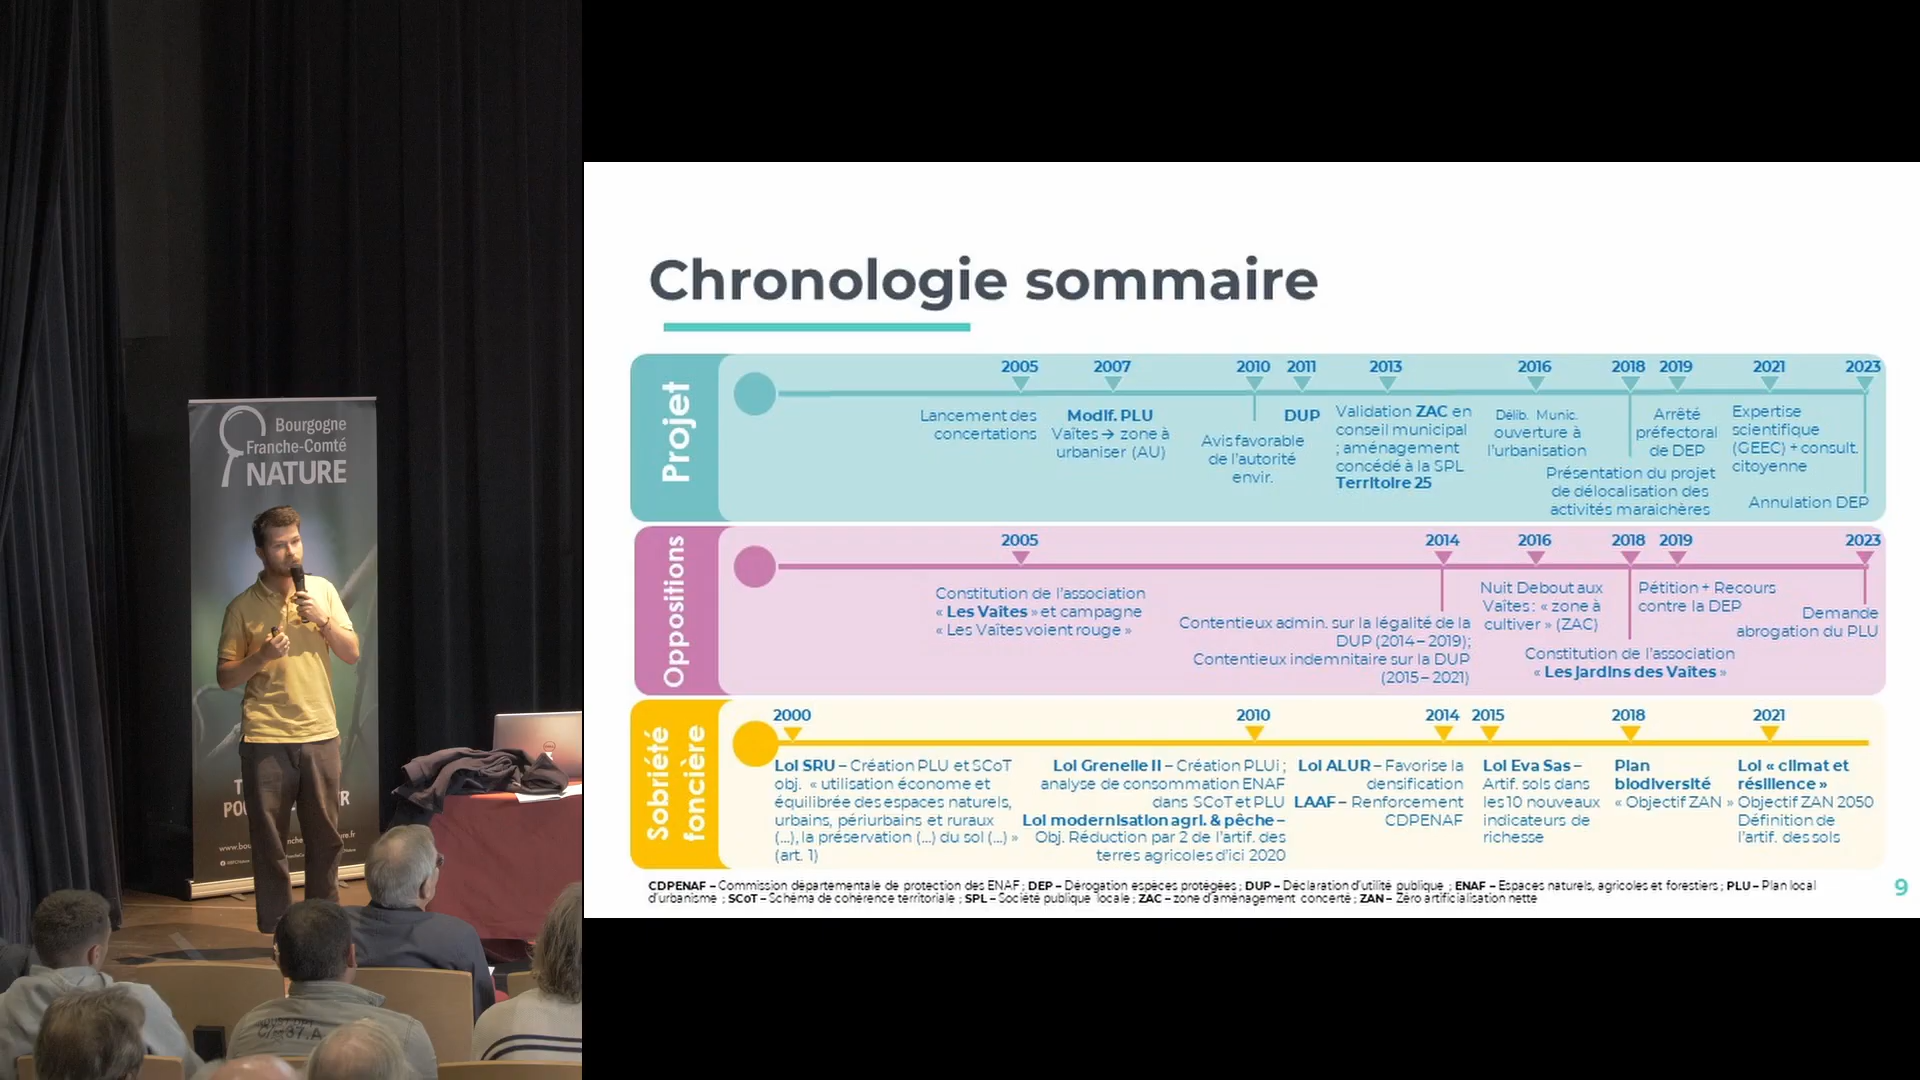 Bourgogne
Franche-Comté
NATURE
Chronologie sommaire
Projet
2005
2007
2010
2011
2013
2016
2018
2019
2021
2023
Lancement des
concertations
Modif. PLU
Vaîtes → zone à
urbaniser (AU)
Avis favorable
de l'autorité
envir.
DUP
Validation ZAC en
conseil municipal
; aménagement
concédé à la SPL
Territoire 25
Délib. Munic.
ouverture à
l'urbanisation
Présentation du projet
de délocalisation des
activités maraichères
Arrêté
préfectoral
de DEP
Expertise
scientifique
(GEEC) + consult.
citoyenne
Annulation DEP
Oppositions
2005
2014
2016
2018
2019
2023
Constitution de l'association
« Les Vaîtes » et campagne
« Les Vaîtes voient rouge »
Contentieux admin. sur la légalité de la
DUP (2014 – 2019);
Contentieux indemnitaire sur la DUP
(2015 – 2021)
Nuit Debout aux
Vaîtes : « zone à
cultiver » (ZAC)
Constitution de l'association
« Les Jardins des Vaîtes »
Pétition + Recours
contre la DEP
Demande
abrogation du PLU
Sobriété
foncière
2000
2010
2014
2015
2018
2021
Loi SRU – Création PLU et SCoT
obj. « utilisation économe et
équilibrée des espaces naturels,
urbains, périurbains et ruraux
(…), la préservation (…) du sol (…) »
(art. 1)
Loi Grenelle II – Création PLUi ;
analyse de consommation ENAF
dans SCoT et PLU
Loi modernisation agri. & pêche –
Obj. Réduction par 2 de l'artif. des
terres agricoles d'ici 2020
Loi ALUR – Favorise la
densification
LAAF – Renforcement
CDPENAF
Loi Eva Sas –
Artif. sols dans
les 10 nouveaux
indicateurs de
richesse
Plan
biodiversité
« Objectif ZAN »
Loi « climat et
résilience »
Objectif ZAN 2050
Définition de
l'artif. des sols
CDPENAF – Commission départementale de protection des ENAF ; DEP – Dérogation espèces protégées ; DUP – Déclaration d'utilité publique ; ENAF – Espaces naturels, agricoles et forestiers ; PLU – Plan local
d'urbanisme ; SCoT – Schéma de cohérence territoriale ; SPL – Société publique locale ; ZAC – zone d'aménagement concerté ; ZAN – Zéro artificialisation nette
9